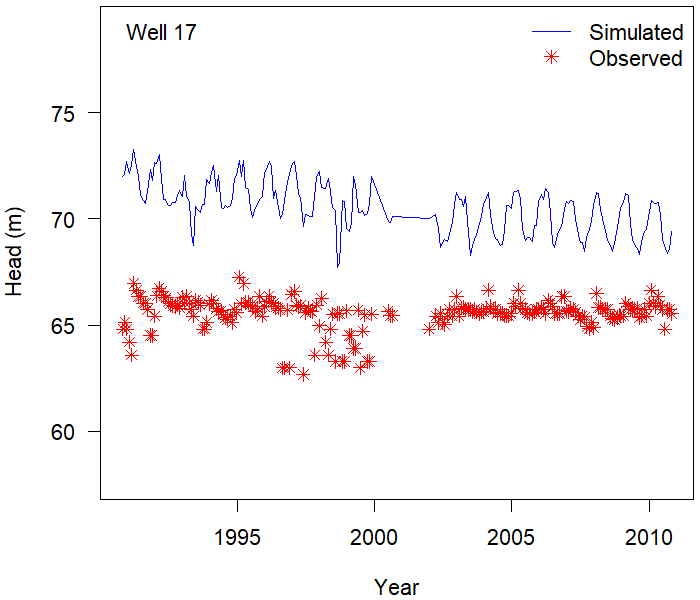 Well 17
Simulated
Observed
75
70
65
60
Head (m)
1995 2000 2005 2010
Year